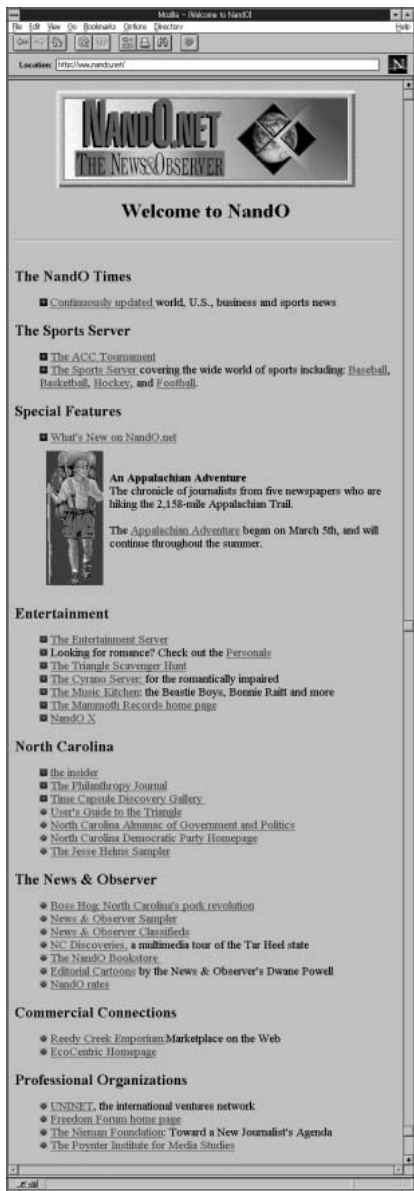 Mozilla - [Welcome to NandO]
File Edit View Go Bookmarks Options Directory Help
Location: http://www.nando.net/
N
NANDO.NET
THE NEWS&OBSERVER
Welcome to NandO
The NandO Times
Continuously updated world, U.S., business and sports news
The Sports Server
The ACC Tournament
The Sports Server covering the wide world of sports including: Baseball,
Basketball, Hockey, and Football.
Special Features
What's New on NandO.net
An Appalachian Adventure
The chronicle of journalists from five newspapers who are
hiking the 2,158-mile Appalachian Trail.
The Appalachian Adventure began on March 5th, and will
continue throughout the summer.
Entertainment
The Entertainment Server
Looking for romance? Check out the Personals
The Triangle Scavenger Hunt
The Cyrano Server: for the romantically impaired
The Music Kitchen: the Beastie Boys, Bonnie Raitt and more
The Mammoth Records home page
NandO X
North Carolina
the insider
The Philanthropy Journal
Time Capsule Discovery Gallery
User's Guide to the Triangle
North Carolina Almanac of Government and Politics
North Carolina Democratic Party Homepage
The Jesse Helms Sampler
The News & Observer
Boss Hog: North Carolina's pork revolution
News & Observer Sampler
News & Observer Classifieds
NC Discoveries, a multimedia tour of the Tar Heel state
The NandO Bookstore
Editorial Cartoons by the News & Observer's Dwane Powell
NandO rates
Commercial Connections
Reedy Creek Emporium:Marketplace on the Web
EcoCentric Homepage
Professional Organizations
UNINET, the international ventures network
Freedom Forum home page
The Nieman Foundation: Toward a New Journalist's Agenda
The Poynter Institute for Media Studies